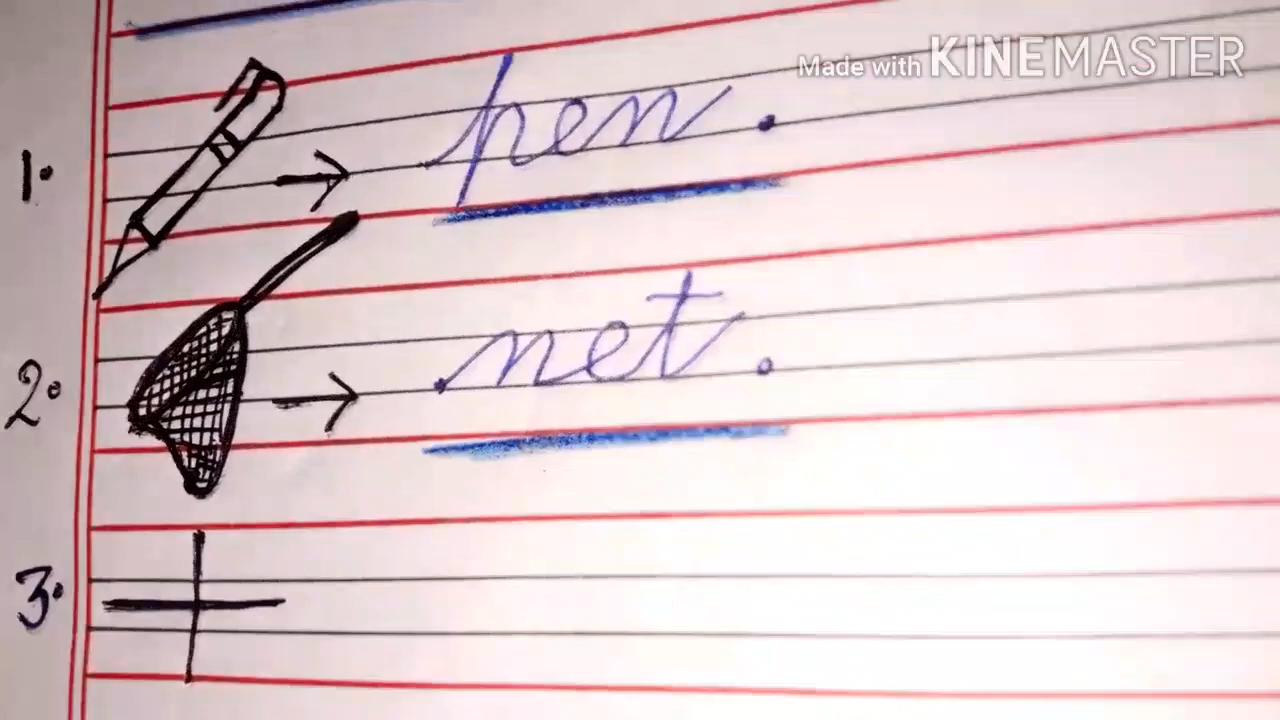 Made with KINEMASTER
1. → pen.
2. → net.
3. +